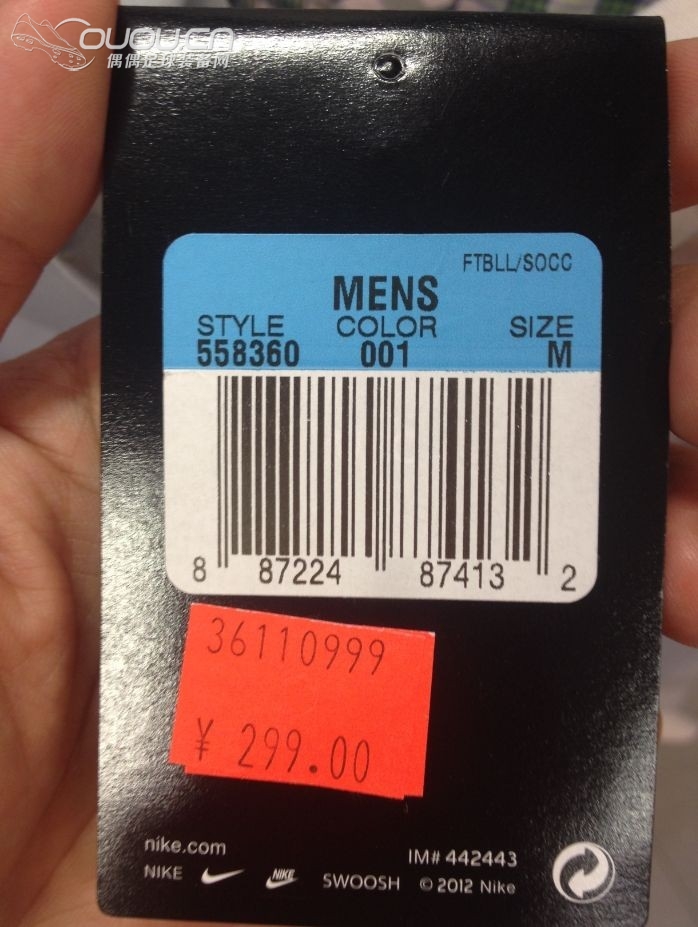 OUOU.CN
偶偶足球装备网
FTBLL/SOCC
MENS
STYLE COLOR SIZE
558360 001 M
8 87224 87413 2
36110999
¥ 299.00
nike.com
IM# 442443
NIKE NIKE SWOOSH © 2012 Nike